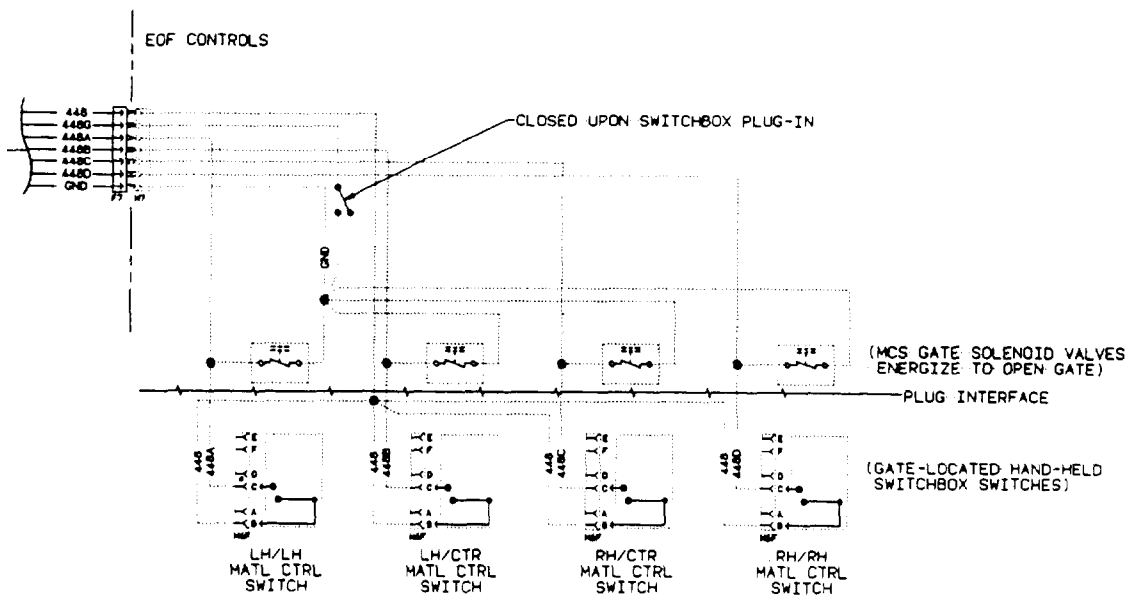 EOF CONTROLS
448
448G
448A
448B
448C
448D
GND
CLOSED UPON SWITCHBOX PLUG-IN
GND
(MCS GATE SOLENOID VALVES
ENERGIZE TO OPEN GATE)
PLUG INTERFACE
448
448A
448
448B
448
448C
448
448D
E
F
D
C
A
B
E
F
D
C
A
B
E
F
D
C
A
B
E
F
D
C
A
B
(GATE-LOCATED HAND-HELD
SWITCHBOX SWITCHES)
LH/LH
MATL CTRL
SWITCH
LH/CTR
MATL CTRL
SWITCH
RH/CTR
MATL CTRL
SWITCH
RH/RH
MATL CTRL
SWITCH